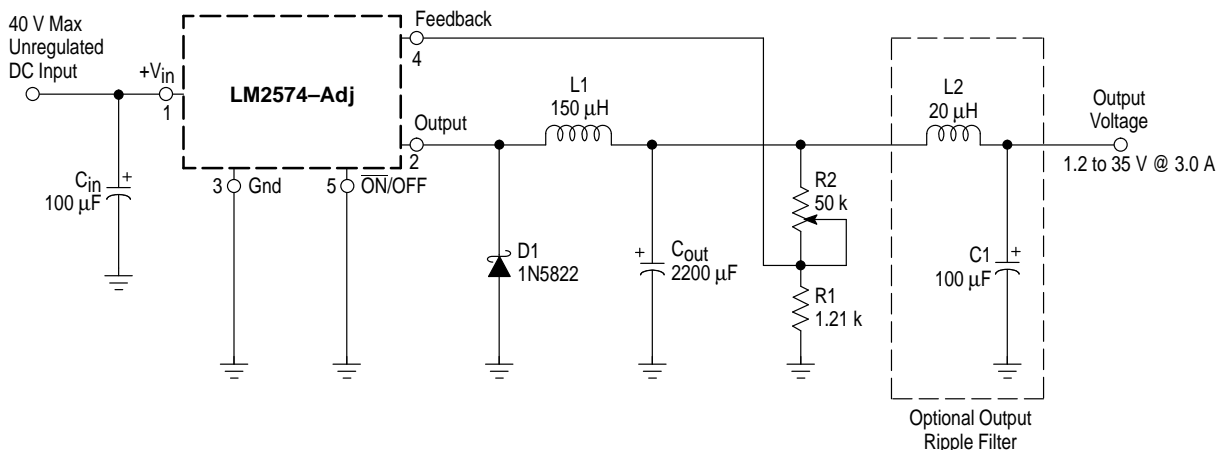 40 V Max
Unregulated
DC Input
+Vin
1
LM2574–Adj
Feedback
4
Output
2
3 Gnd
5 ON/OFF
Cin
100 µF
+
L1
150 µH
D1
1N5822
+
Cout
2200 µF
R2
50 k
R1
1.21 k
L2
20 µH
C1
100 µF
+
Output
Voltage
1.2 to 35 V @ 3.0 A
Optional Output
Ripple Filter